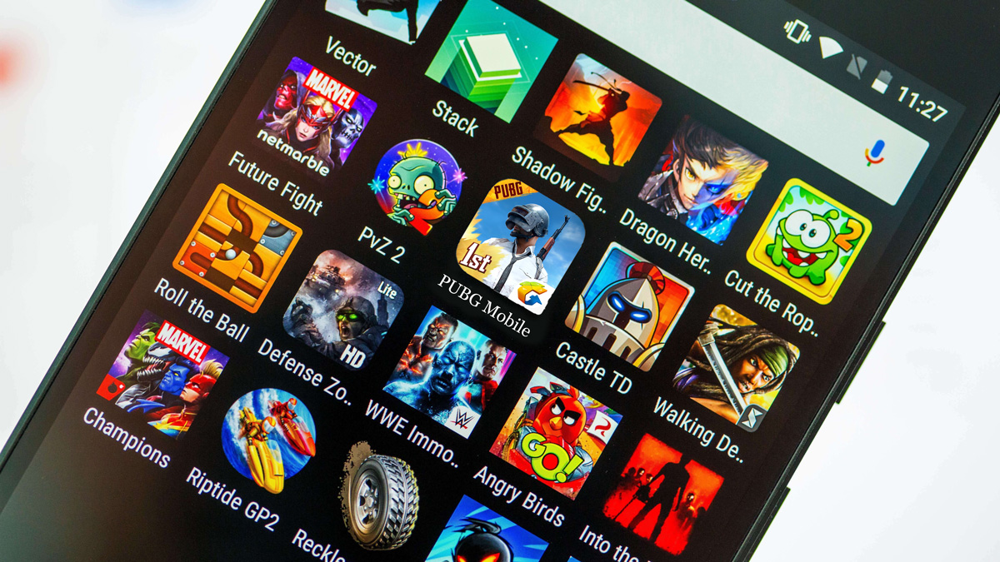 11:27
Vector
Stack
Shadow Fig..
Dragon Her..
Cut the Rop..
MARVEL
netmarble
Future Fight
PvZ 2
PUBG
1st
PUBG Mobile
Castle TD
Walking De..
2
Roll the Ball
Lite
HD
Defense Zo..
WWE Immo..
W
GO!
2
Angry Birds
Into the
MARVEL
Champions
Riptide GP2
Reckle